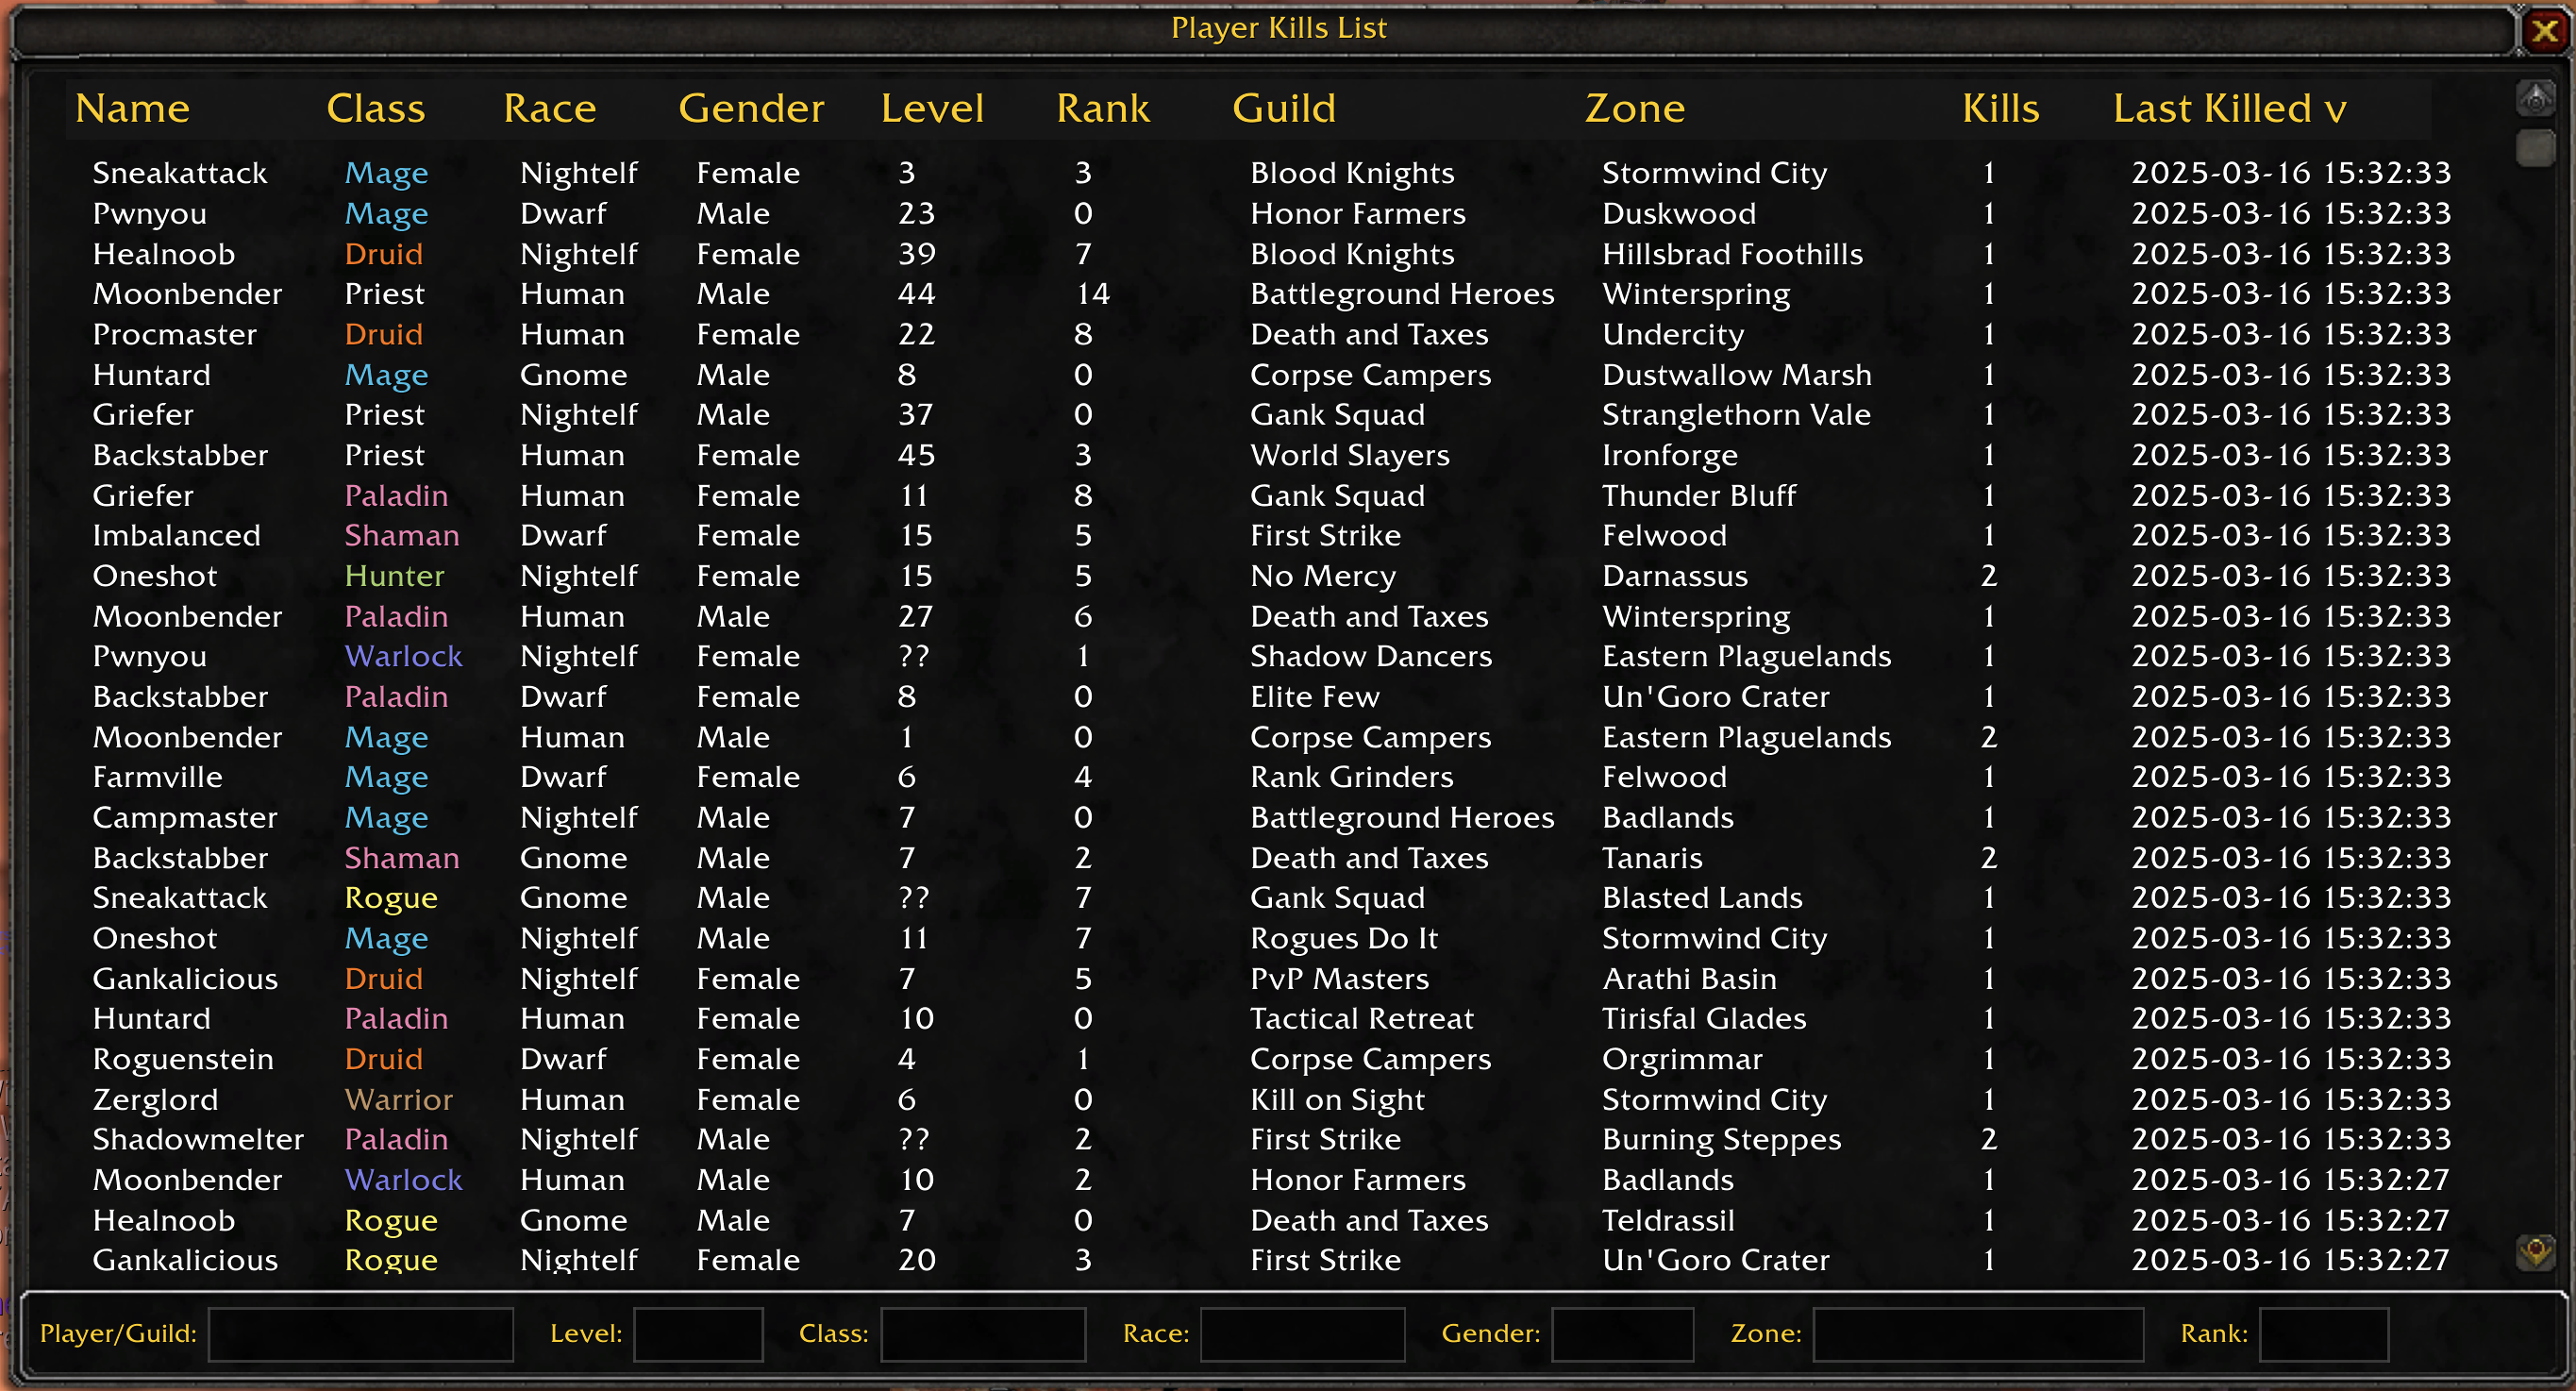 Player Kills List
Name Class Race Gender Level Rank Guild Zone Kills Last Killed v
Sneakattack Mage Nightelf Female 3 3 Blood Knights Stormwind City 1 2025-03-16 15:32:33
Pwnyou Mage Dwarf Male 23 0 Honor Farmers Duskwood 1 2025-03-16 15:32:33
Healnoob Druid Nightelf Female 39 7 Blood Knights Hillsbrad Foothills 1 2025-03-16 15:32:33
Moonbender Priest Human Male 44 14 Battleground Heroes Winterspring 1 2025-03-16 15:32:33
Procmaster Druid Human Female 22 8 Death and Taxes Undercity 1 2025-03-16 15:32:33
Huntard Mage Gnome Male 8 0 Corpse Campers Dustwallow Marsh 1 2025-03-16 15:32:33
Griefer Priest Nightelf Male 37 0 Gank Squad Stranglethorn Vale 1 2025-03-16 15:32:33
Backstabber Priest Human Female 45 3 World Slayers Ironforge 1 2025-03-16 15:32:33
Griefer Paladin Human Female 11 8 Gank Squad Thunder Bluff 1 2025-03-16 15:32:33
Imbalanced Shaman Dwarf Female 15 5 First Strike Felwood 1 2025-03-16 15:32:33
Oneshot Hunter Nightelf Female 15 5 No Mercy Darnassus 2 2025-03-16 15:32:33
Moonbender Paladin Human Male 27 6 Death and Taxes Winterspring 1 2025-03-16 15:32:33
Pwnyou Warlock Nightelf Female ?? 1 Shadow Dancers Eastern Plaguelands 1 2025-03-16 15:32:33
Backstabber Paladin Dwarf Female 8 0 Elite Few Un'Goro Crater 1 2025-03-16 15:32:33
Moonbender Mage Human Male 1 0 Corpse Campers Eastern Plaguelands 2 2025-03-16 15:32:33
Farmville Mage Dwarf Female 6 4 Rank Grinders Felwood 1 2025-03-16 15:32:33
Campmaster Mage Nightelf Male 7 0 Battleground Heroes Badlands 1 2025-03-16 15:32:33
Backstabber Shaman Gnome Male 7 2 Death and Taxes Tanaris 2 2025-03-16 15:32:33
Sneakattack Rogue Gnome Male ?? 7 Gank Squad Blasted Lands 1 2025-03-16 15:32:33
Oneshot Mage Nightelf Male 11 7 Rogues Do It Stormwind City 1 2025-03-16 15:32:33
Gankalicious Druid Nightelf Female 7 5 PvP Masters Arathi Basin 1 2025-03-16 15:32:33
Huntard Paladin Human Female 10 0 Tactical Retreat Tirisfal Glades 1 2025-03-16 15:32:33
Roguenstein Druid Dwarf Female 4 1 Corpse Campers Orgrimmar 1 2025-03-16 15:32:33
Zerglord Warrior Human Female 6 0 Kill on Sight Stormwind City 1 2025-03-16 15:32:33
Shadowmelter Paladin Nightelf Male ?? 2 First Strike Burning Steppes 2 2025-03-16 15:32:33
Moonbender Warlock Human Male 10 2 Honor Farmers Badlands 1 2025-03-16 15:32:27
Healnoob Rogue Gnome Male 7 0 Death and Taxes Teldrassil 1 2025-03-16 15:32:27
Gankalicious Rogue Nightelf Female 20 3 First Strike Un'Goro Crater 1 2025-03-16 15:32:27
Player/Guild: Level: Class: Race: Gender: Zone: Rank: